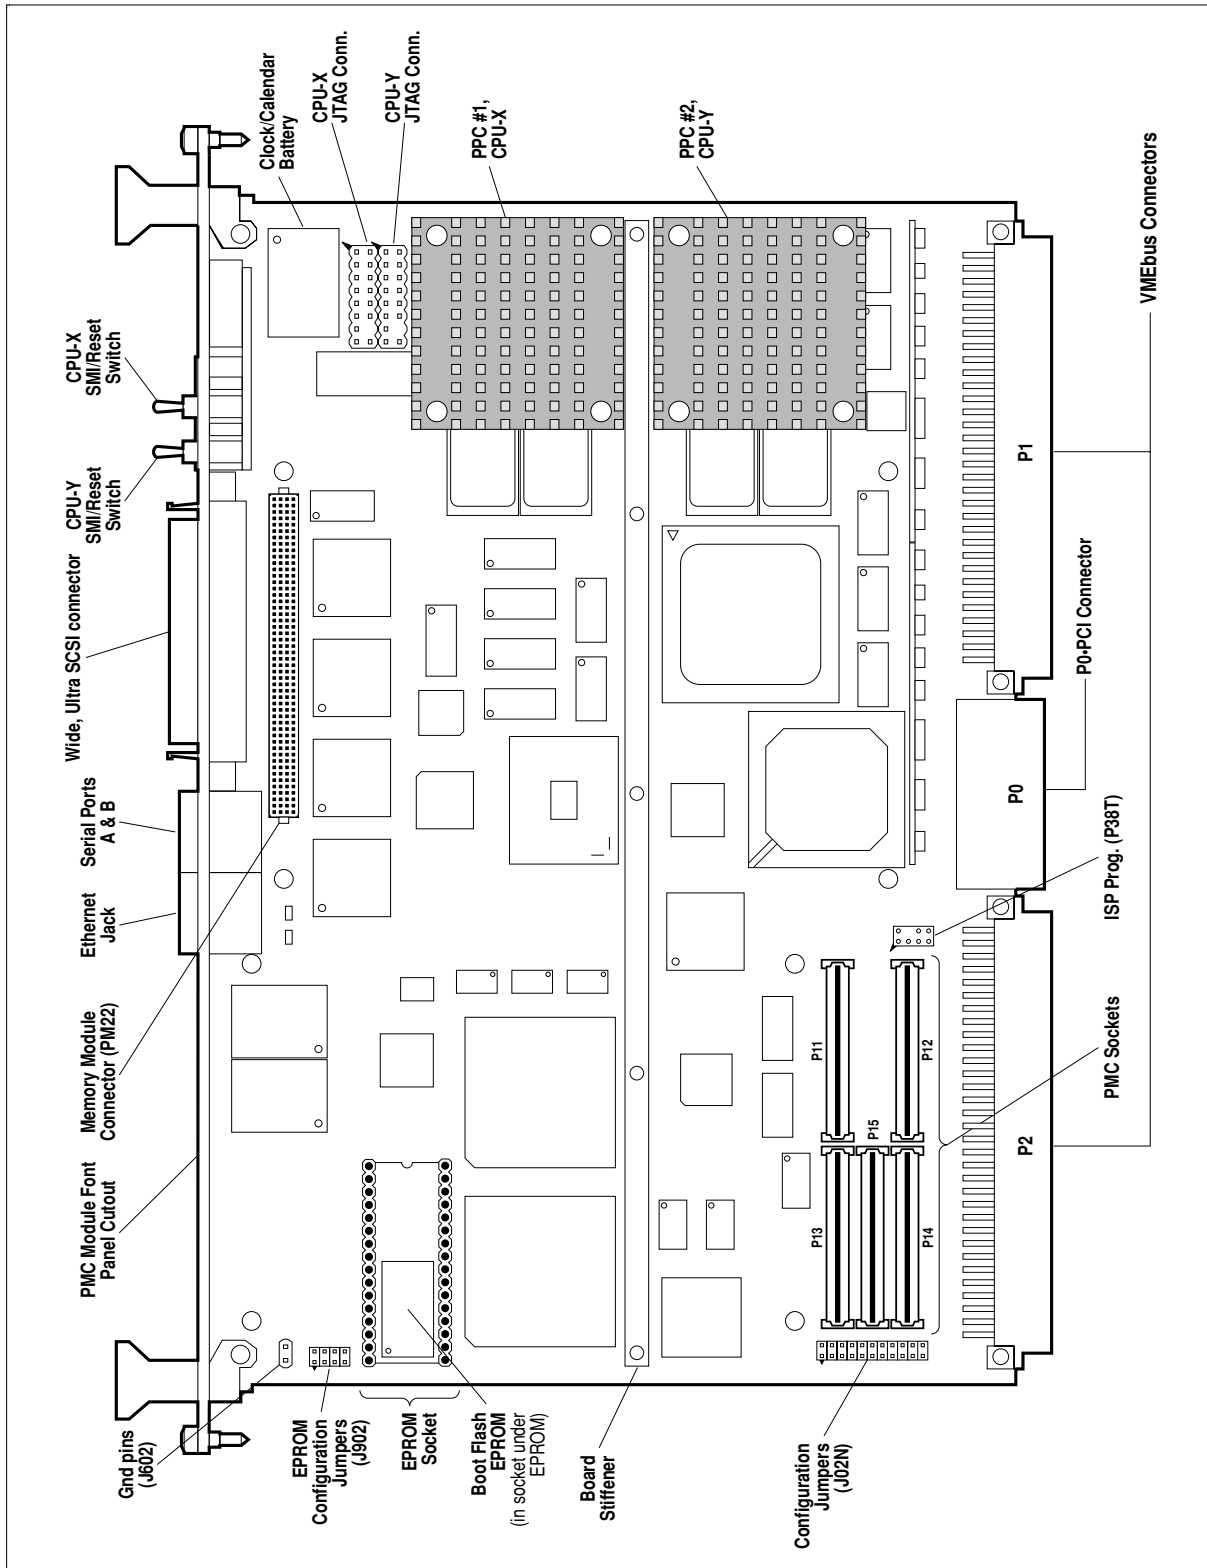 Gnd pins
(J602)
PMC Module Font
Panel Cutout
Memory Module
Connector (PM22)
Ethernet
Jack
Serial Ports
A & B
Wide, Ultra SCSI connector
CPU-Y
SMI/Reset
Switch
CPU-X
SMI/Reset
Switch
EPROM
Configuration
Jumpers
(J902)
EPROM
Socket
Boot Flash
EPROM
(in socket under
EPROM)
Board
Stiffener
Configuration
Jumpers
(J02N)
Clock/Calendar
Battery
CPU-X
JTAG Conn.
CPU-Y
JTAG Conn.
PPC #1,
CPU-X
PPC #2,
CPU-Y
P13
P11
P15
P14
P12
P2
P0
P1
PMC Sockets
ISP Prog. (P38T)
P0•PCI Connector
VMEbus Connectors